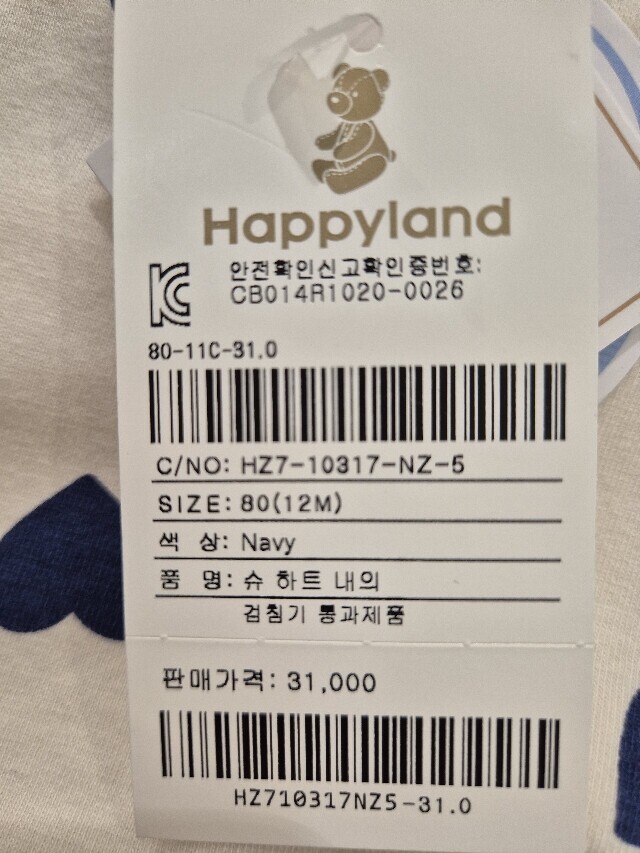 Happyland
안전확인신고확인증번호:
CB014R1020-0026
80-11C-31.0
C/NO: HZ7-10317-NZ-5
SIZE: 80(12M)
색 상: Navy
품 명: 슈 하트 내의
검침기 통과제품
판매가격: 31,000
HZ710317NZ5-31.0